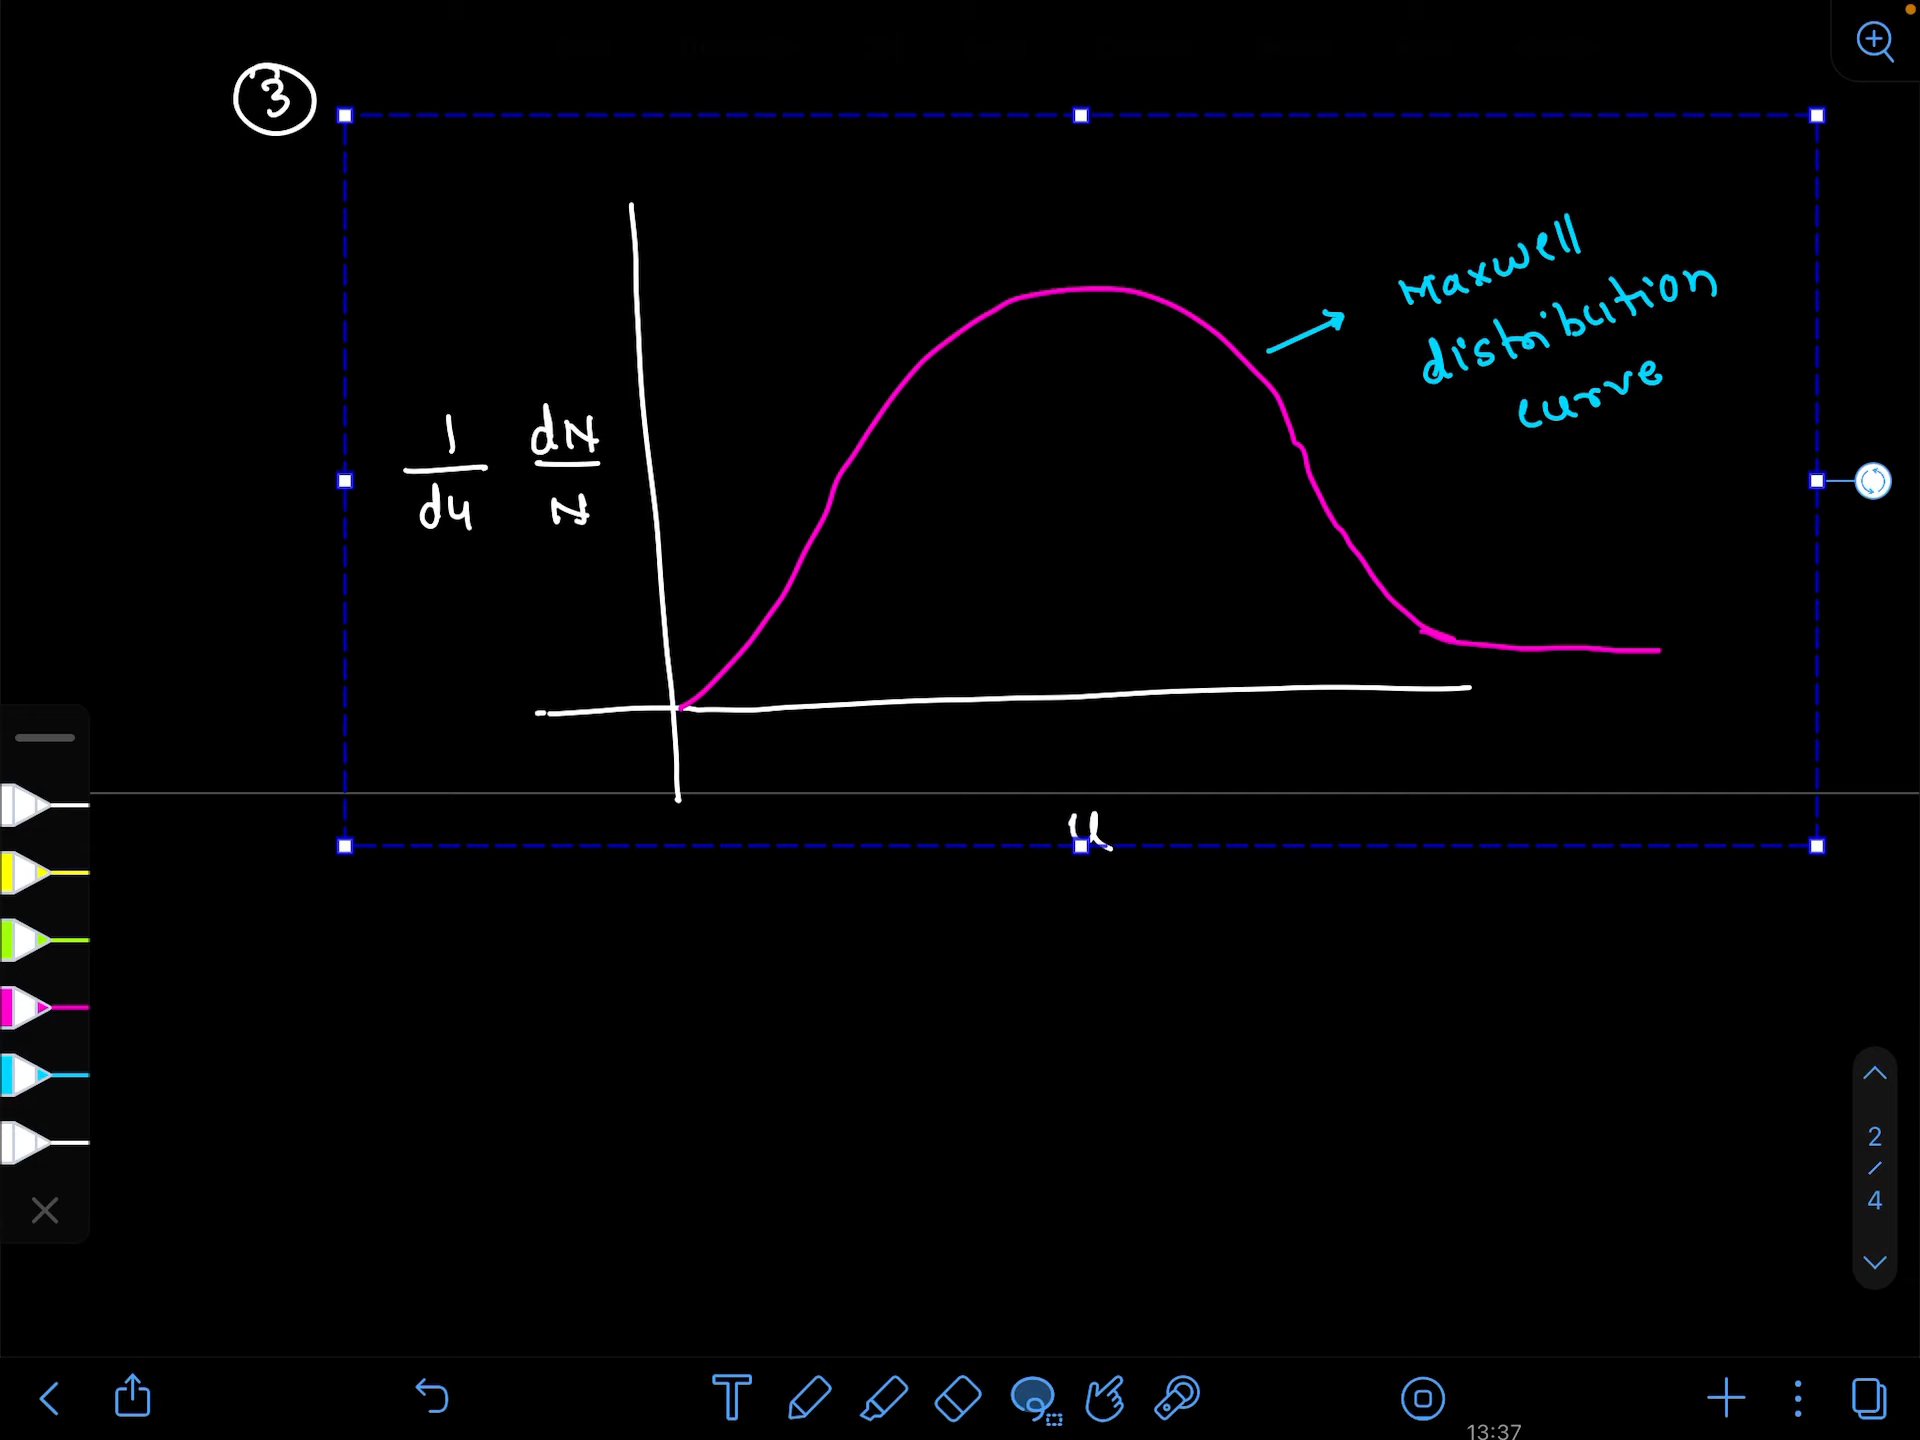 3
Maxwell
distribution
curve
1 dN
du N
u
2
/
4
T
13:37